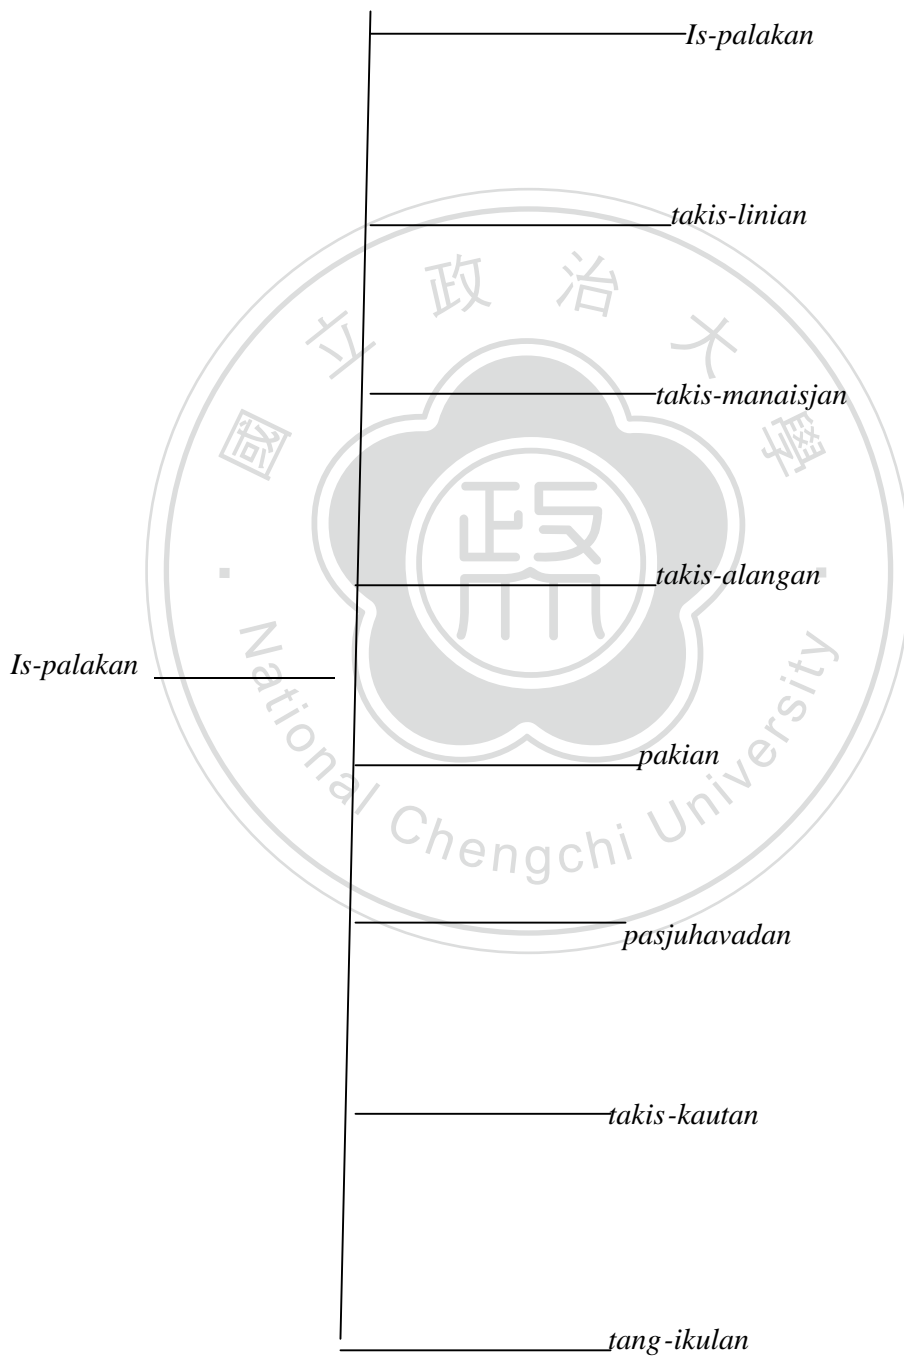 Is-palakan
takis-linian
takis-manaisjan
takis-alangan
Is-palakan
pakian
pasjuhavadan
takis-kautan
tang-ikulan
國立政治大學
政
National Chengchi University